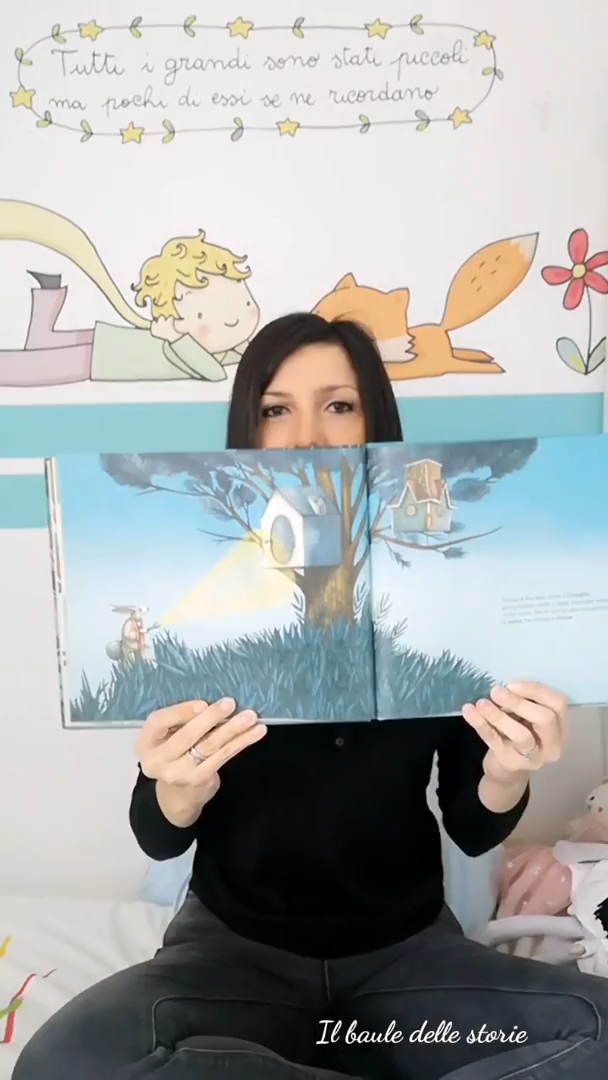 Tutti i grandi sono stati piccoli
ma pochi di essi se ne ricordano
Il baule delle storie